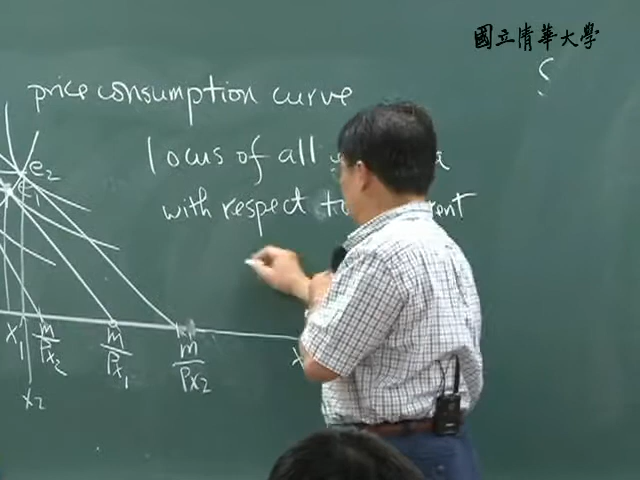 國立清華大學
price consumption curve
locus of all
with respect to
e2
e1
x1
m/Px2
m/Px1
m/Px2
x
x2